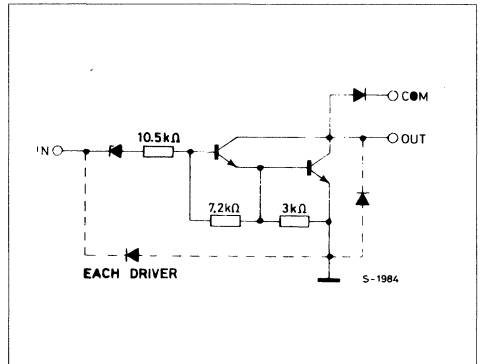 COM
IN
10.5kΩ
OUT
7.2kΩ
3kΩ
EACH DRIVER
S-1984